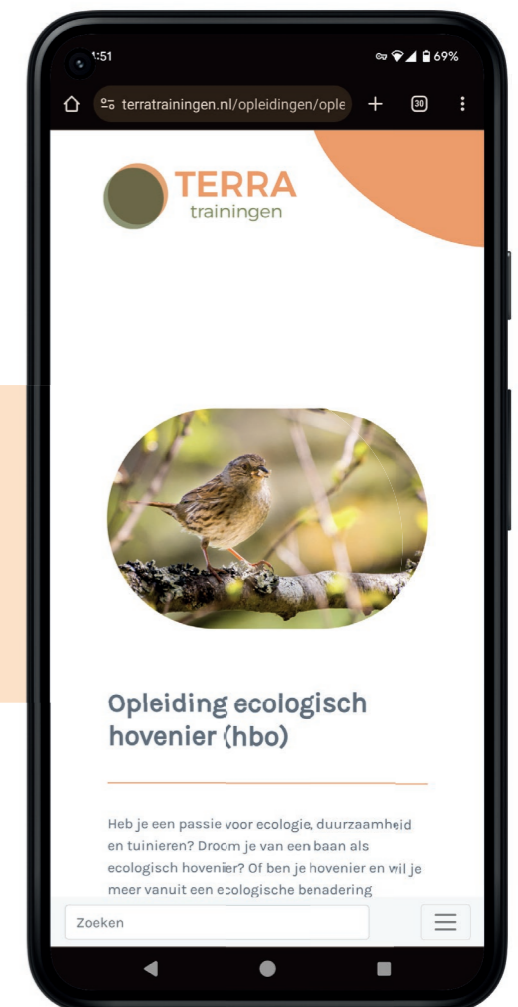 1:51
69%
terratrainingen.nl/opleidingen/ople
30
TERRA
trainingen
Opleiding ecologisch
hovenier (hbo)
Heb je een passie voor ecologie, duurzaamheid
en tuinieren? Droom je van een baan als
ecologisch hovenier? Of ben je hovenier en wil je
meer vanuit een ecologische benadering
Zoeken